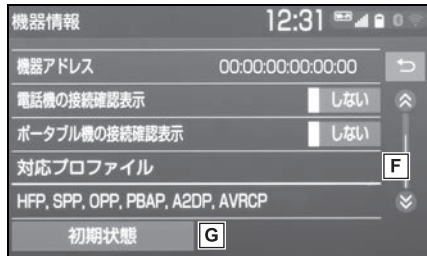 機器情報 12:31 0
機器アドレス 00:00:00:00:00:00
電話機の接続確認表示 しない
ポータブル機の接続確認表示 しない
対応プロファイル F
HFP, SPP, OPP, PBAP, A2DP, AVRCP
初期状態 G